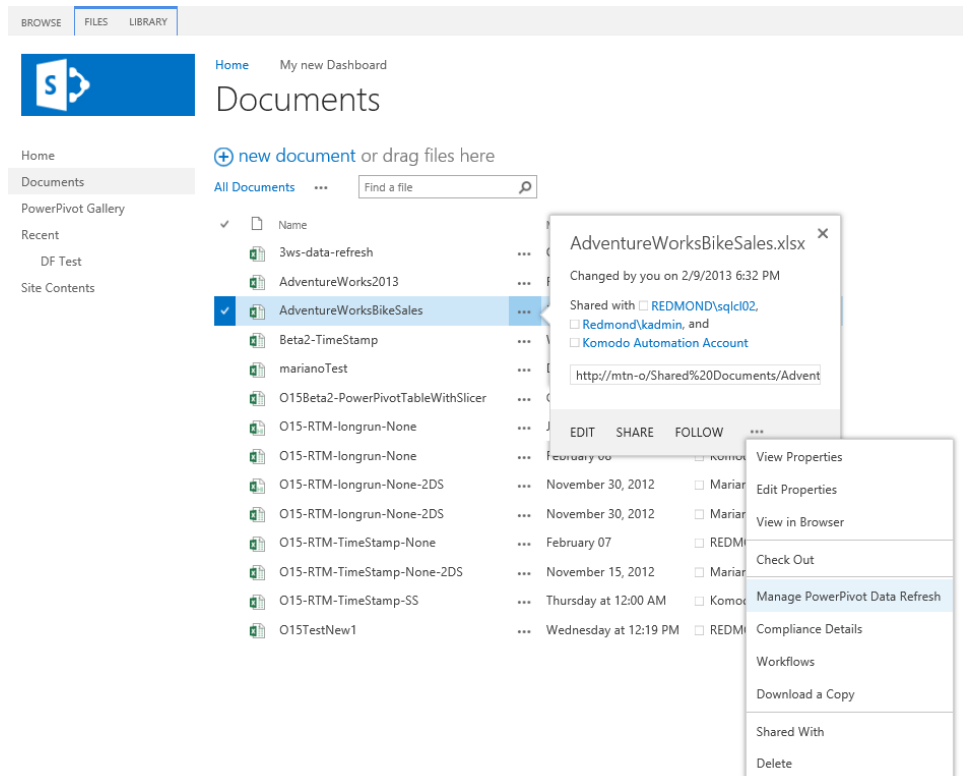 BROWSE FILES LIBRARY
S
Home My new Dashboard
Documents
Home
Documents
PowerPivot Gallery
Recent
DF Test
Site Contents
new document or drag files here
All Documents ••• Find a file
Name
3ws-data-refresh •••
AdventureWorks2013 •••
AdventureWorksBikeSales •••
Beta2-TimeStamp •••
marianoTest •••
O15Beta2-PowerPivotTableWithSlicer •••
O15-RTM-longrun-None •••
O15-RTM-longrun-None ••• February 06
O15-RTM-longrun-None-2DS ••• November 30, 2012 Marian
O15-RTM-longrun-None-2DS ••• November 30, 2012 Marian
O15-RTM-TimeStamp-None ••• February 07 REDMO
O15-RTM-TimeStamp-None-2DS ••• November 15, 2012 Marian
O15-RTM-TimeStamp-SS ••• Thursday at 12:00 AM Komod
O15TestNew1 ••• Wednesday at 12:19 PM REDMO
AdventureWorksBikeSales.xlsx
Changed by you on 2/9/2013 6:32 PM
Shared with REDMOND\sqlcl02,
Redmond\kadmin, and
Komodo Automation Account
http://mtn-o/Shared%20Documents/Advent
EDIT SHARE FOLLOW •••
View Properties
Edit Properties
View in Browser
Check Out
Manage PowerPivot Data Refresh
Compliance Details
Workflows
Download a Copy
Shared With
Delete